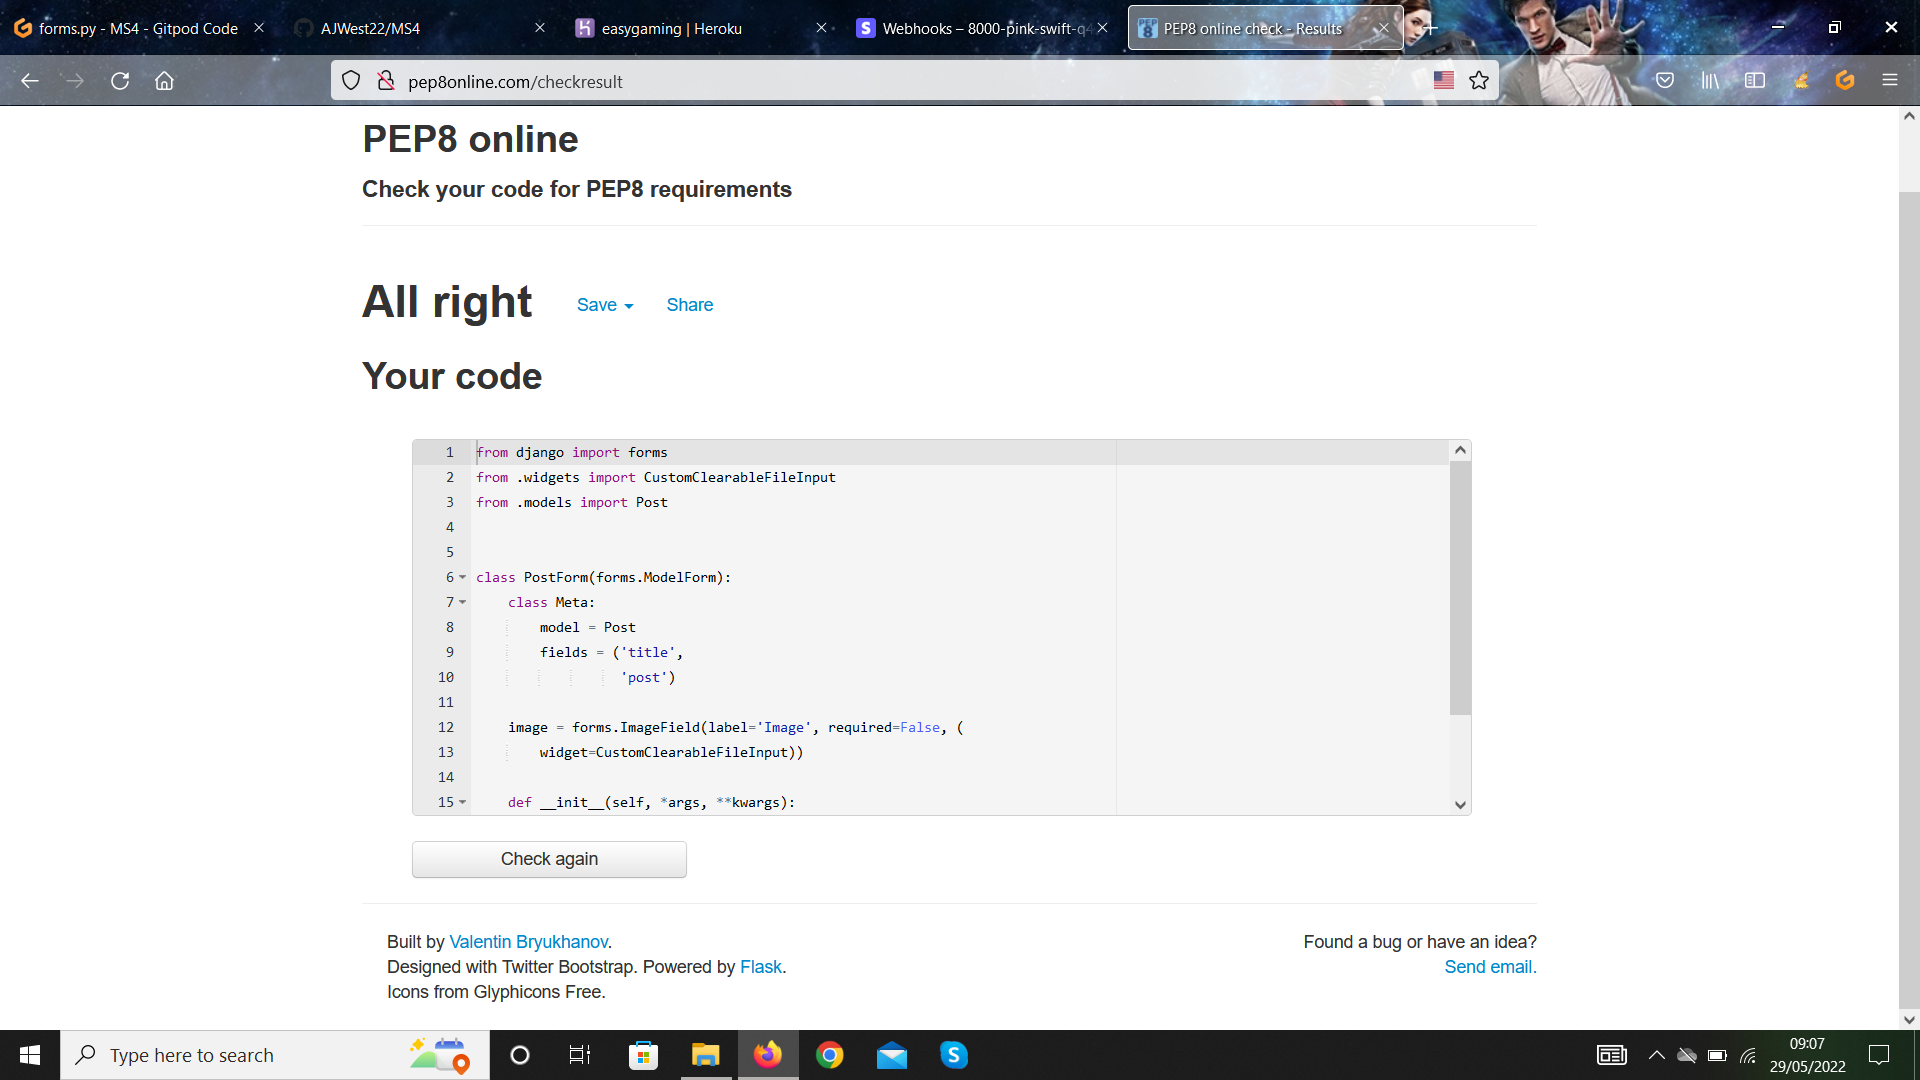 forms.py - MS4 - Gitpod Code
AJWest22/MS4
easygaming | Heroku
Webhooks – 8000-pink-swift-q4
PEP8 online check - Results
pep8online.com/checkresult
PEP8 online
Check your code for PEP8 requirements
All right
Save
Share
Your code
1 from django import forms
2 from .widgets import CustomClearableFileInput
3 from .models import Post
4
5
6 class PostForm(forms.ModelForm):
7 class Meta:
8 model = Post
9 fields = ('title',
10 'post')
11
12 image = forms.ImageField(label='Image', required=False, (
13 widget=CustomClearableFileInput))
14
15 def __init__(self, *args, **kwargs):
Check again
Built by Valentin Bryukhanov.
Designed with Twitter Bootstrap. Powered by Flask.
Icons from Glyphicons Free.
Found a bug or have an idea?
Send email.
Type here to search
09:07
29/05/2022